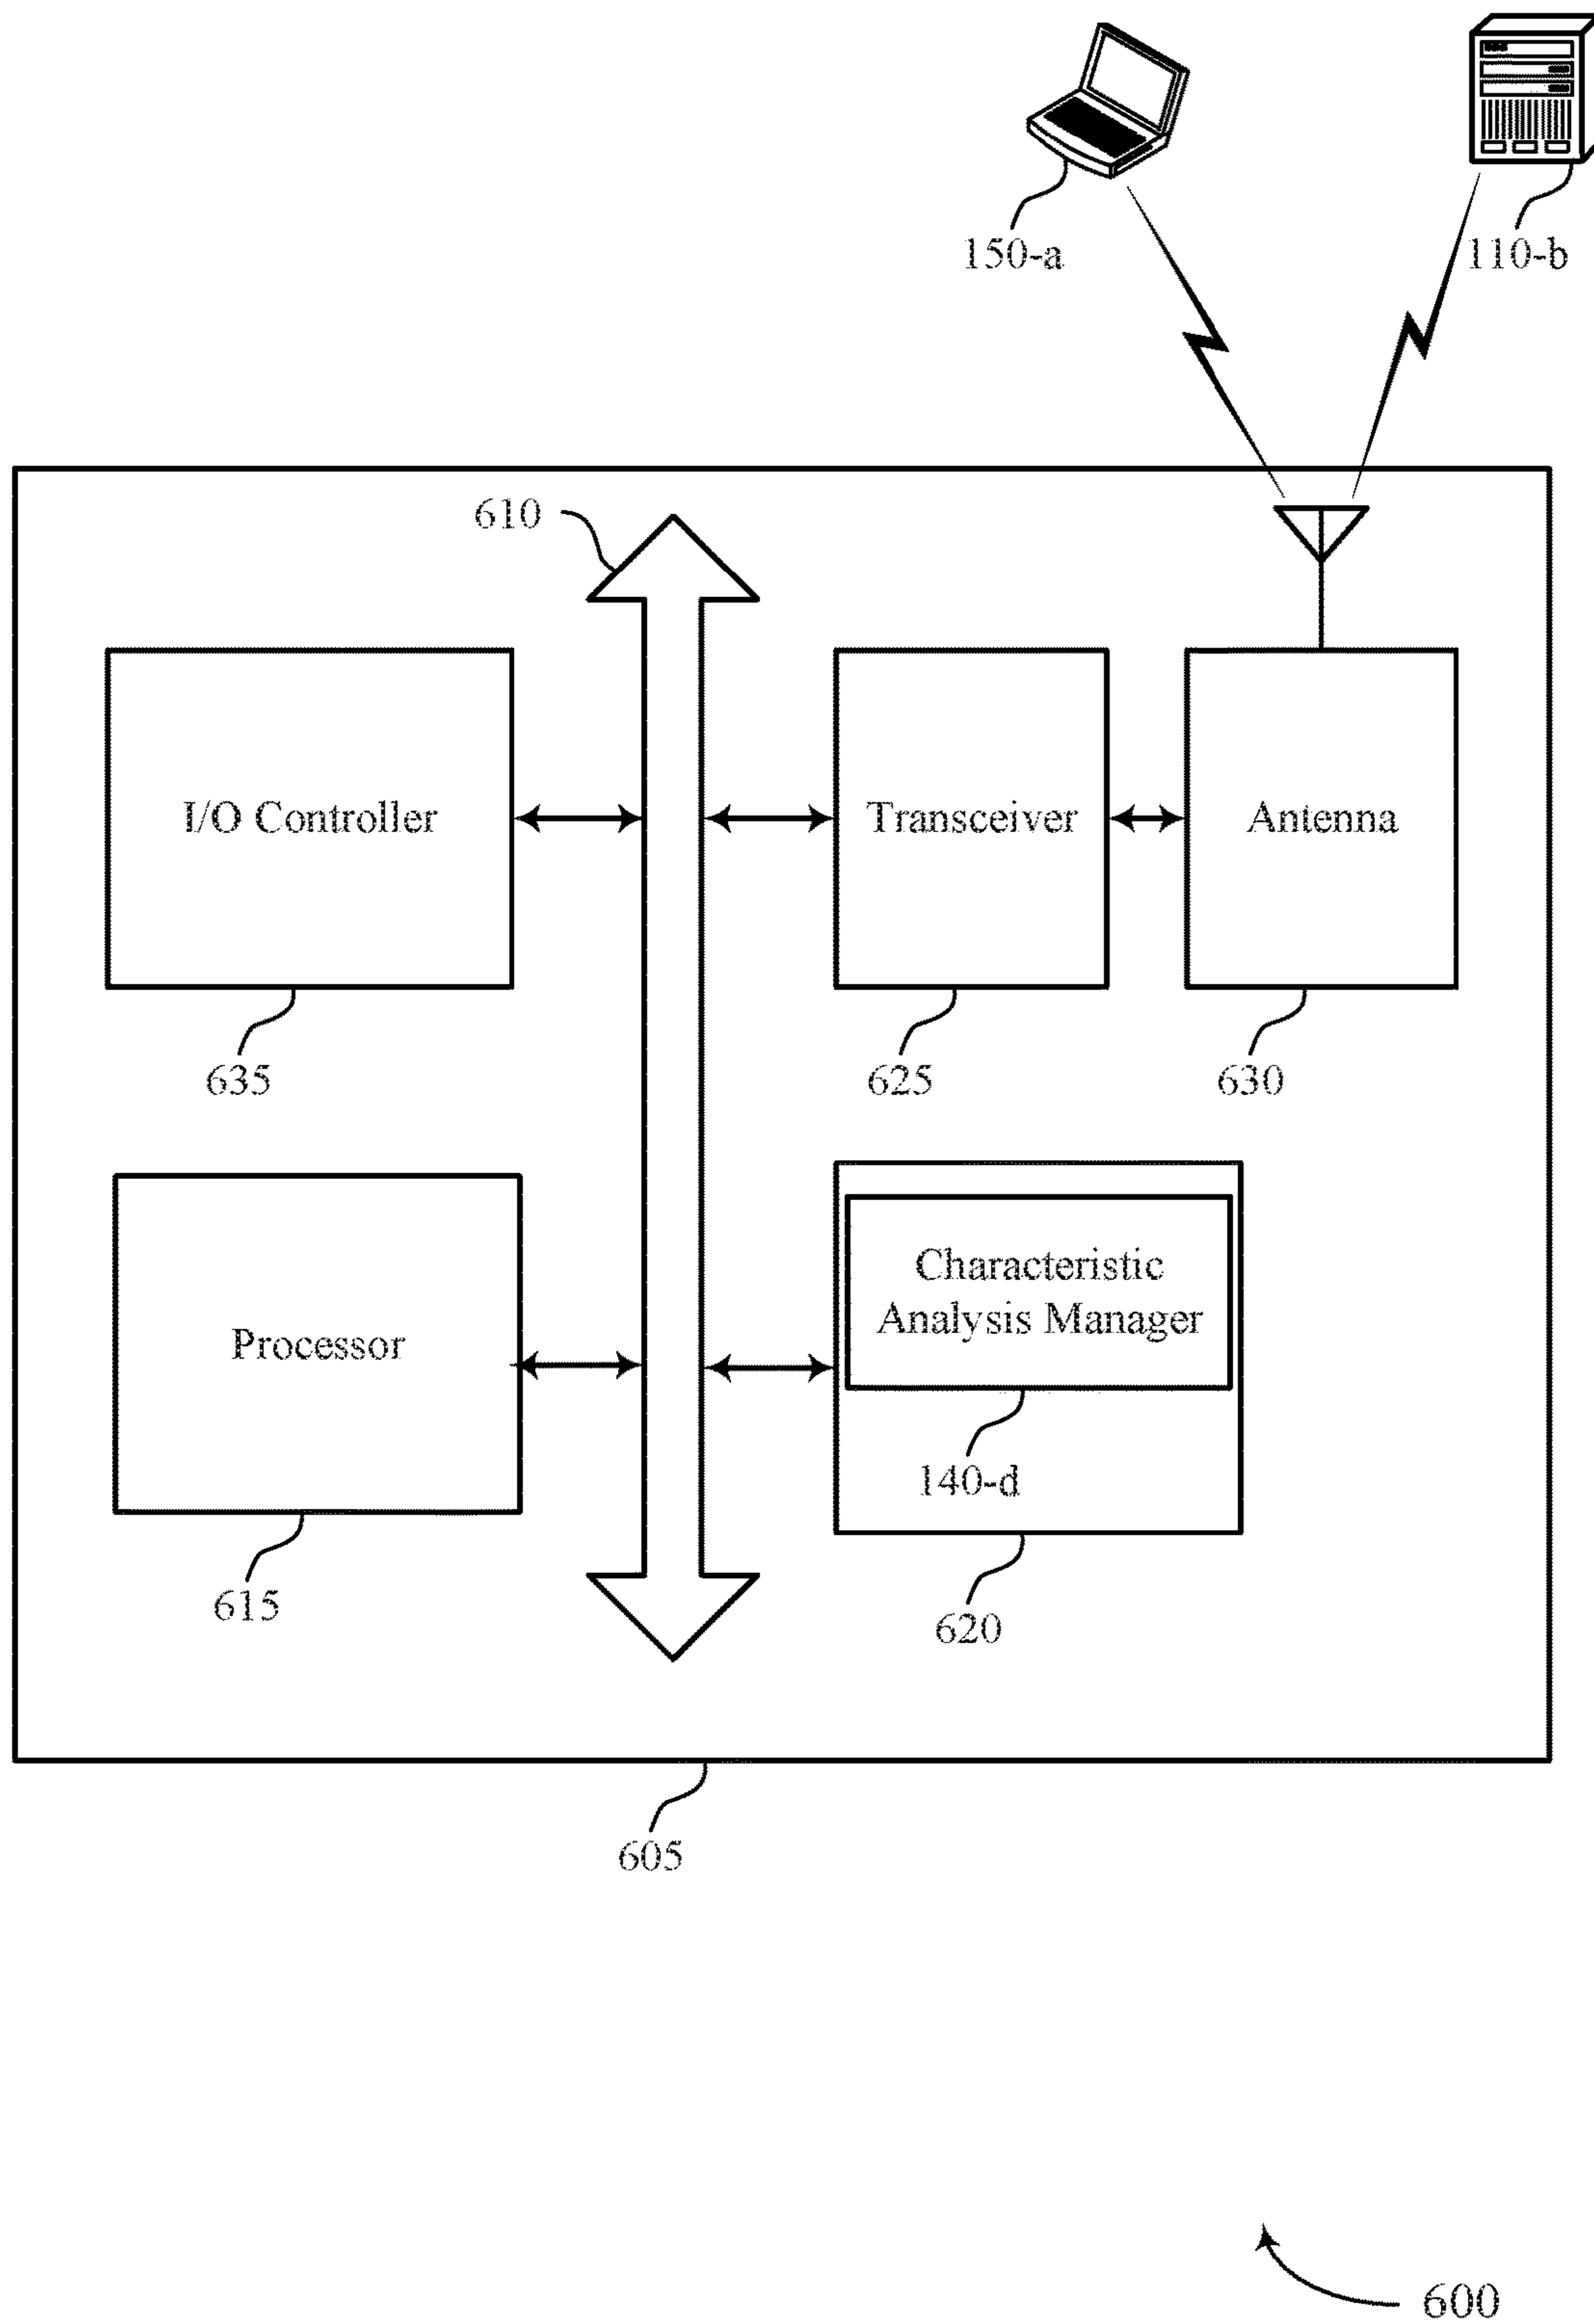 150-a
110-b
610
I/O Controller
Transceiver
Antenna
635
625
630
Processor
Characteristic
Analysis Manager
140-d
615
620
605
600